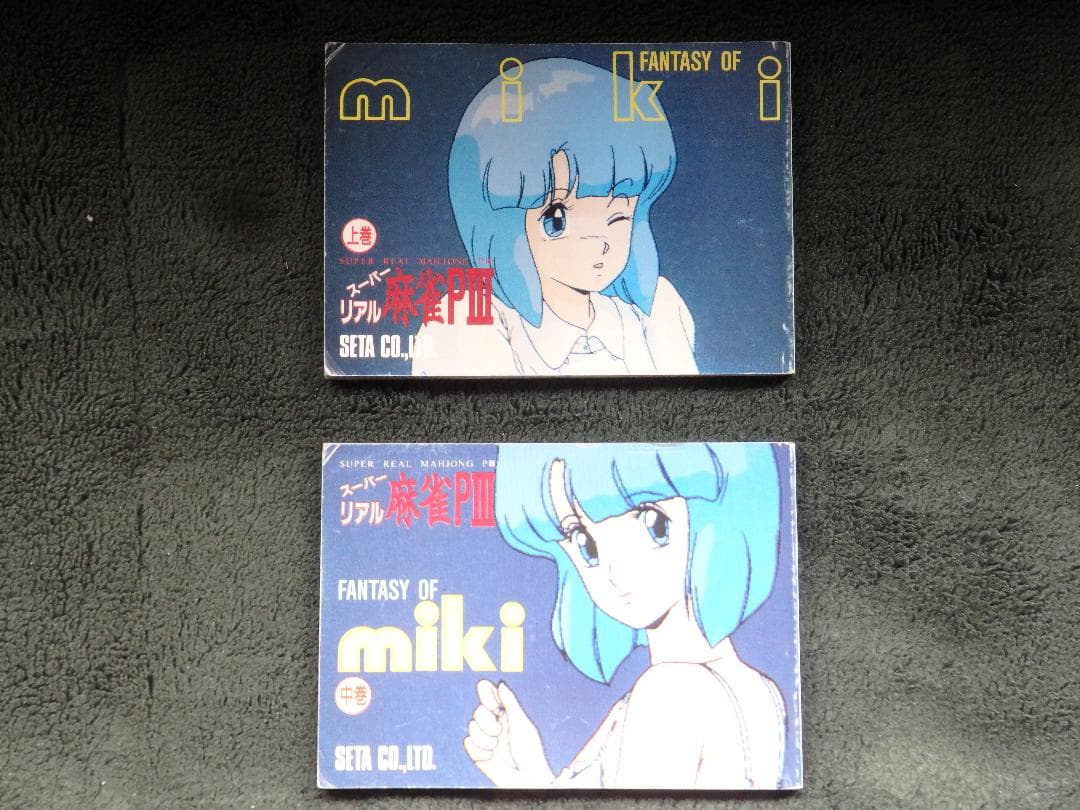 FANTASY OF
miki
上巻
SUPER REAL MAHJONG PIII
スーパー
リアル麻雀PIII
SETA CO.,LTD.
SUPER REAL MAHJONG PIII
スーパー
リアル麻雀PIII
FANTASY OF
miki
中巻
SETA CO.,LTD.